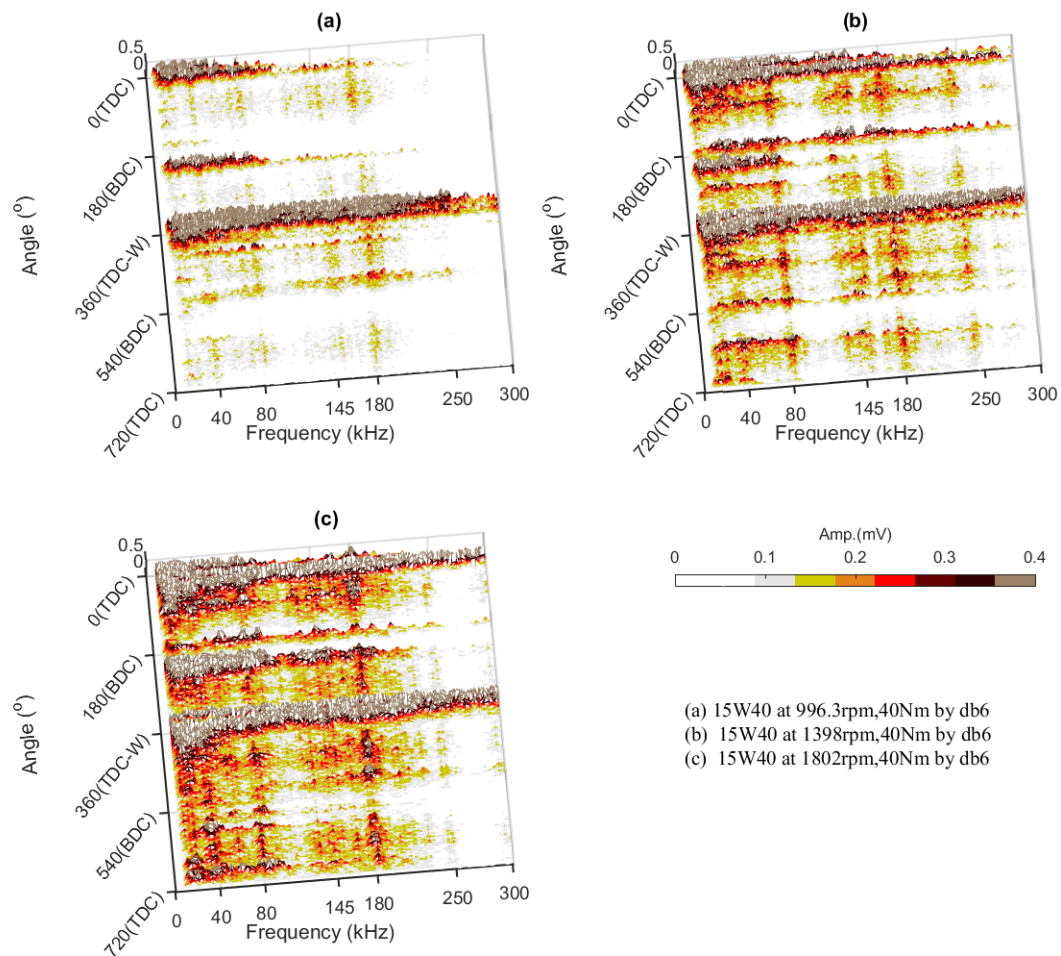 (a)
0.5
0
0(TDC)
180(BDC)
360(TDC-W)
540(BDC)
720(TDC)
Angle (°)
0 40 80 145 180 250 300
Frequency (kHz)
(b)
0.5
0
0(TDC)
180(BDC)
360(TDC-W)
540(BDC)
720(TDC)
Angle (°)
0 40 80 145 180 250 300
Frequency (kHz)
(c)
0.5
0
0(TDC)
180(BDC)
360(TDC-W)
540(BDC)
720(TDC)
Angle (°)
0 40 80 145 180 250 300
Frequency (kHz)
Amp.(mV)
0 0.1 0.2 0.3 0.4
(a) 15W40 at 996.3rpm,40Nm by db6
(b) 15W40 at 1398rpm,40Nm by db6
(c) 15W40 at 1802rpm,40Nm by db6